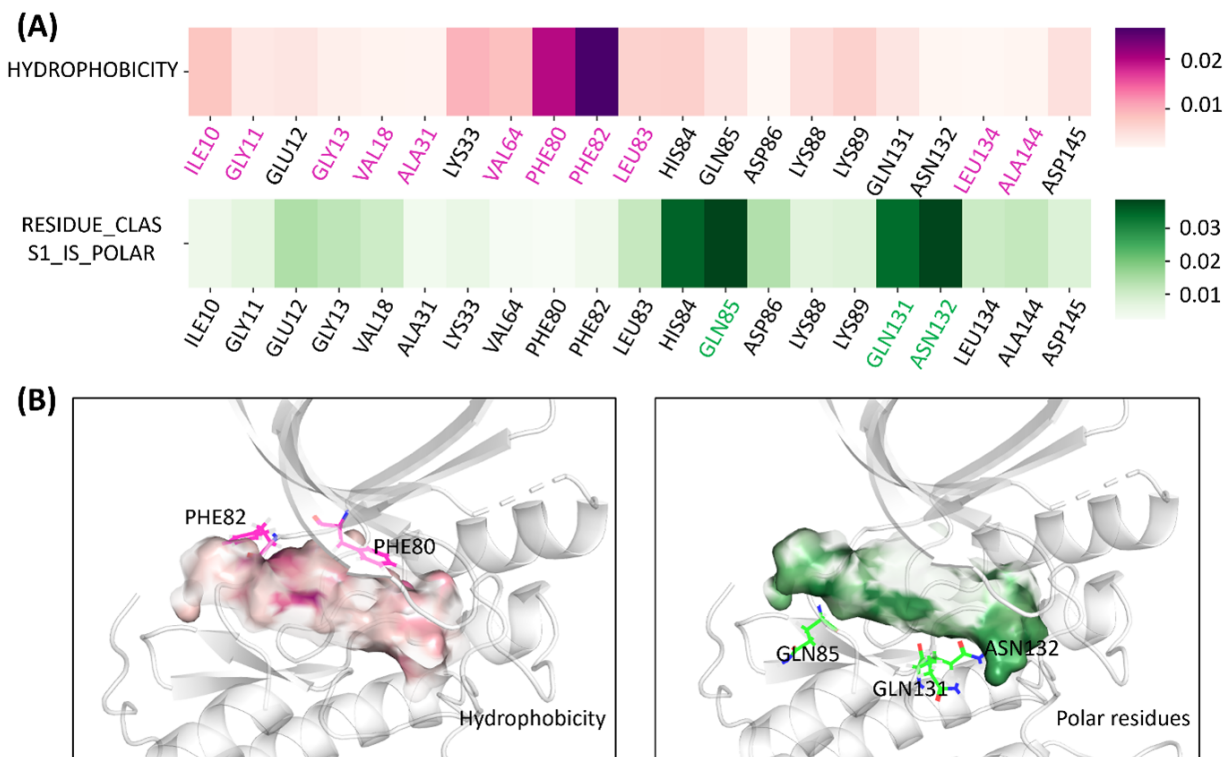 (A)
HYDROPHOBICITY
0.02
0.01
ILE10 GLY11 GLU12 GLY13 VAL18 ALA31 LYS33 VAL64 PHE80 PHE82 LEU83 HIS84 GLN85 ASP86 LYS88 LYS89 GLN131 ASN132 LEU134 ALA144 ASP145
RESIDUE_CLAS
S1_IS_POLAR
0.03
0.02
0.01
ILE10 GLY11 GLU12 GLY13 VAL18 ALA31 LYS33 VAL64 PHE80 PHE82 LEU83 HIS84 GLN85 ASP86 LYS88 LYS89 GLN131 ASN132 LEU134 ALA144 ASP145
(B)
PHE82
PHE80
Hydrophobicity
GLN85
ASN132
GLN131
Polar residues